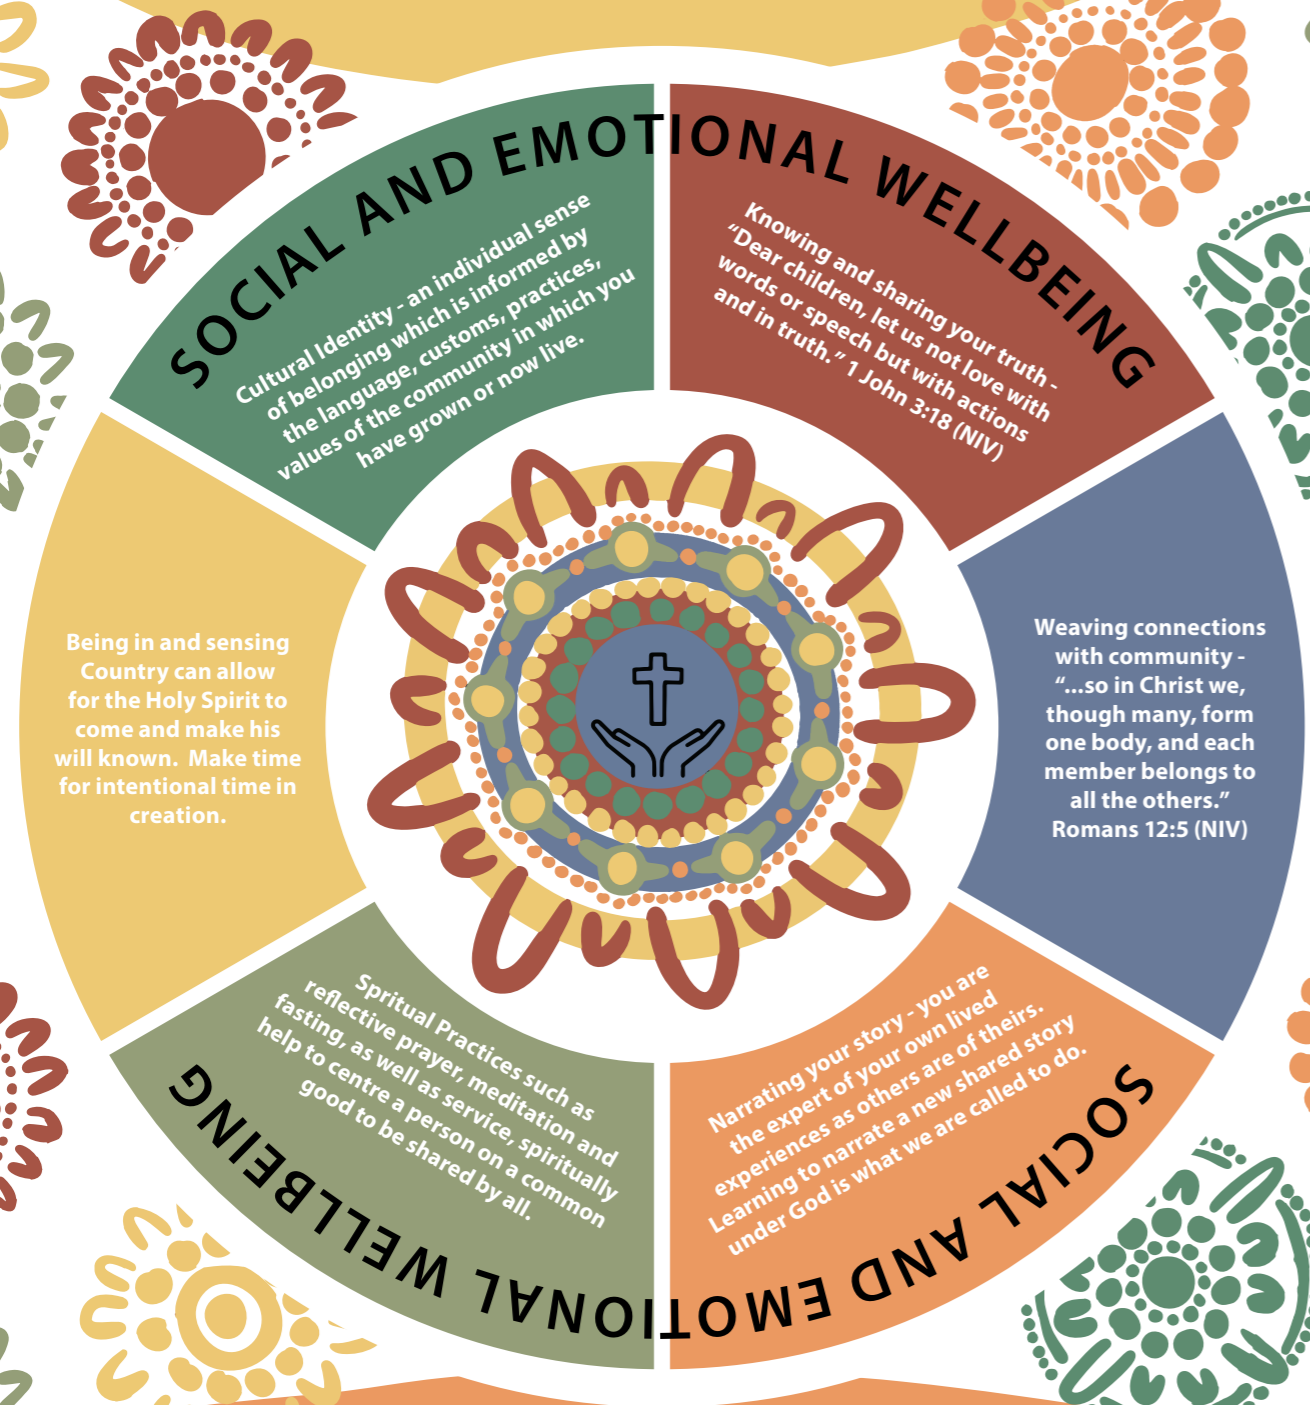 SOCIAL AND EMOTIONAL WELLBEING
Cultural Identity - an individual sense
of belonging which is informed by
the language, customs, practices,
values of the community in which you
have grown or now live.
Knowing and sharing your truth -
“Dear children, let us not love with
words or speech but with actions
and in truth.” 1 John 3:18 (NIV)
Weaving connections
with community -
“...so in Christ we,
though many, form
one body, and each
member belongs to
all the others.”
Romans 12:5 (NIV)
Narrating your story - you are
the expert of your own lived
experiences as others are of theirs.
Learning to narrate a new shared story
under God is what we are called to do.
Spritual Practices such as
reflective prayer, meditation and
fasting, as well as service, spiritually
help to centre a person on a common
good to be shared by all.
Being in and sensing
Country can allow
for the Holy Spirit to
come and make his
will known.  Make time
for intentional time in
creation.
SOCIAL AND EMOTIONAL WELLBEING